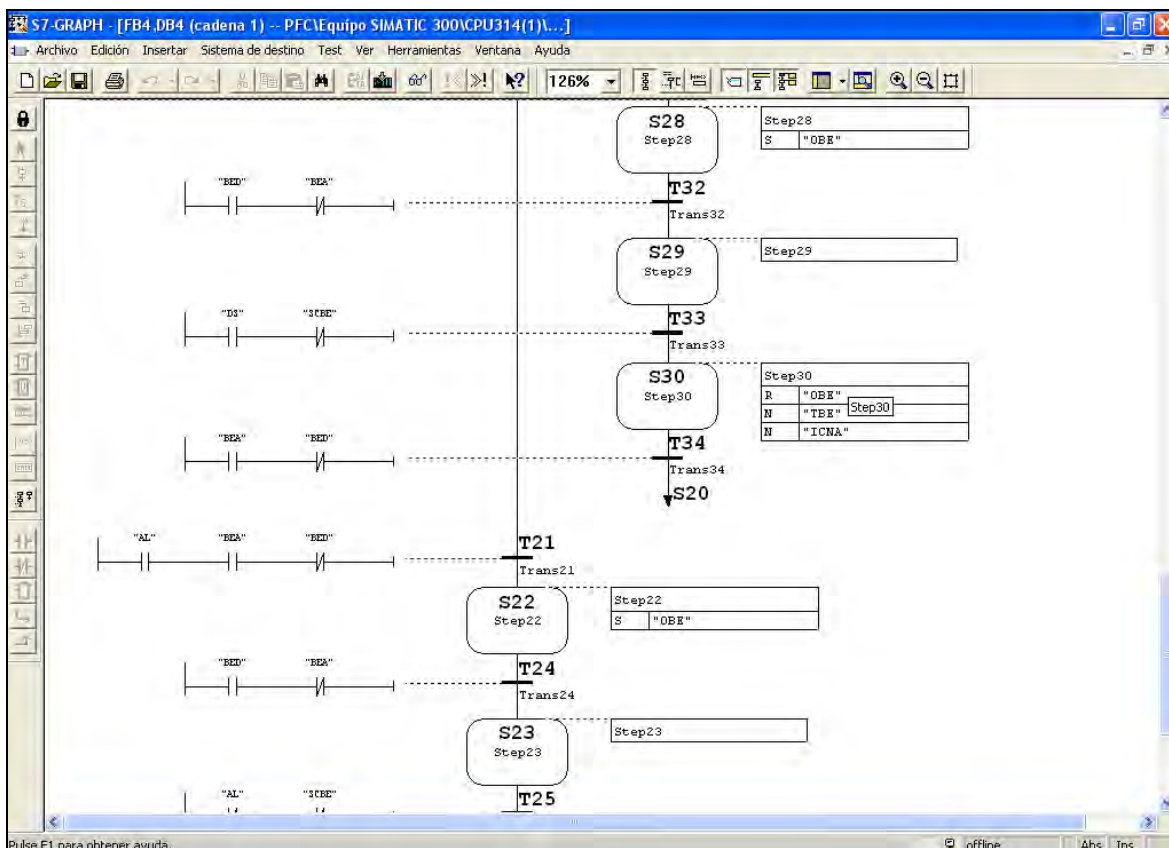 S7-GRAPH - [FB4,DB4 (cadena 1) -- PFC\Equipo SIMATIC 300\CPU314(1)\...]
Archivo Edición Insertar Sistema de destino Test Ver Herramientas Ventana Ayuda
126%
S28
Step28
Step28
S "OBE"
"BED" "BEA"
T32
Trans32
S29
Step29
Step29
"DS" "SCBE"
T33
Trans33
S30
Step30
Step30
R "OBE"
N "TBE" Step30
N "ICNA"
"BEA" "BED"
T34
Trans34
S20
"AL" "BEA" "BED"
T21
Trans21
S22
Step22
Step22
S "OBE"
"BED" "BEA"
T24
Trans24
S23
Step23
Step23
"AL" "SCBE"
T25
Pulse F1 para obtener ayuda.
offline Abs Ins